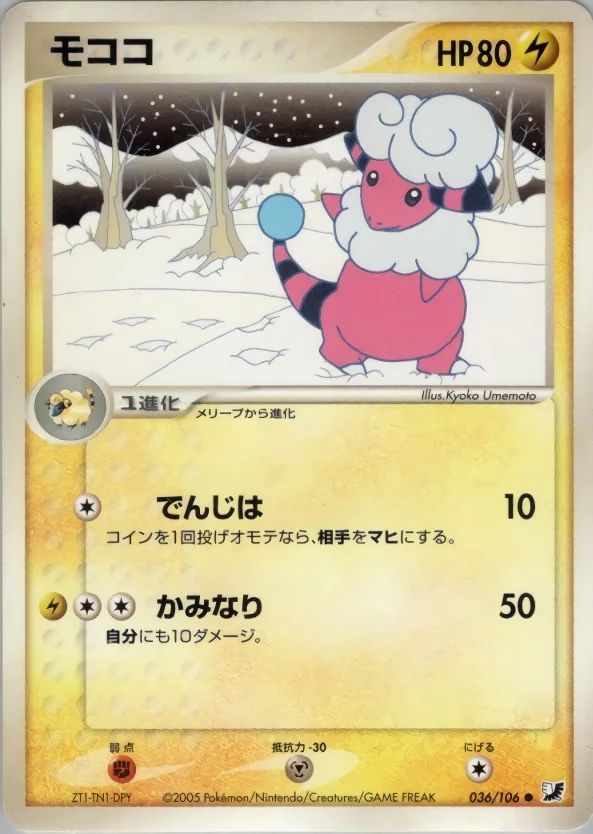 モココ HP80
Illus.Kyoko Umemoto
1進化 メリープから進化
でんじは 10
コインを1回投げオモテなら、相手をマヒにする。
かみなり 50
自分にも10ダメージ。
弱点 抵抗力-30 にげる
ZT1-TN1-DPY ©2005 Pokémon/Nintendo/Creatures/GAME FREAK 036/106